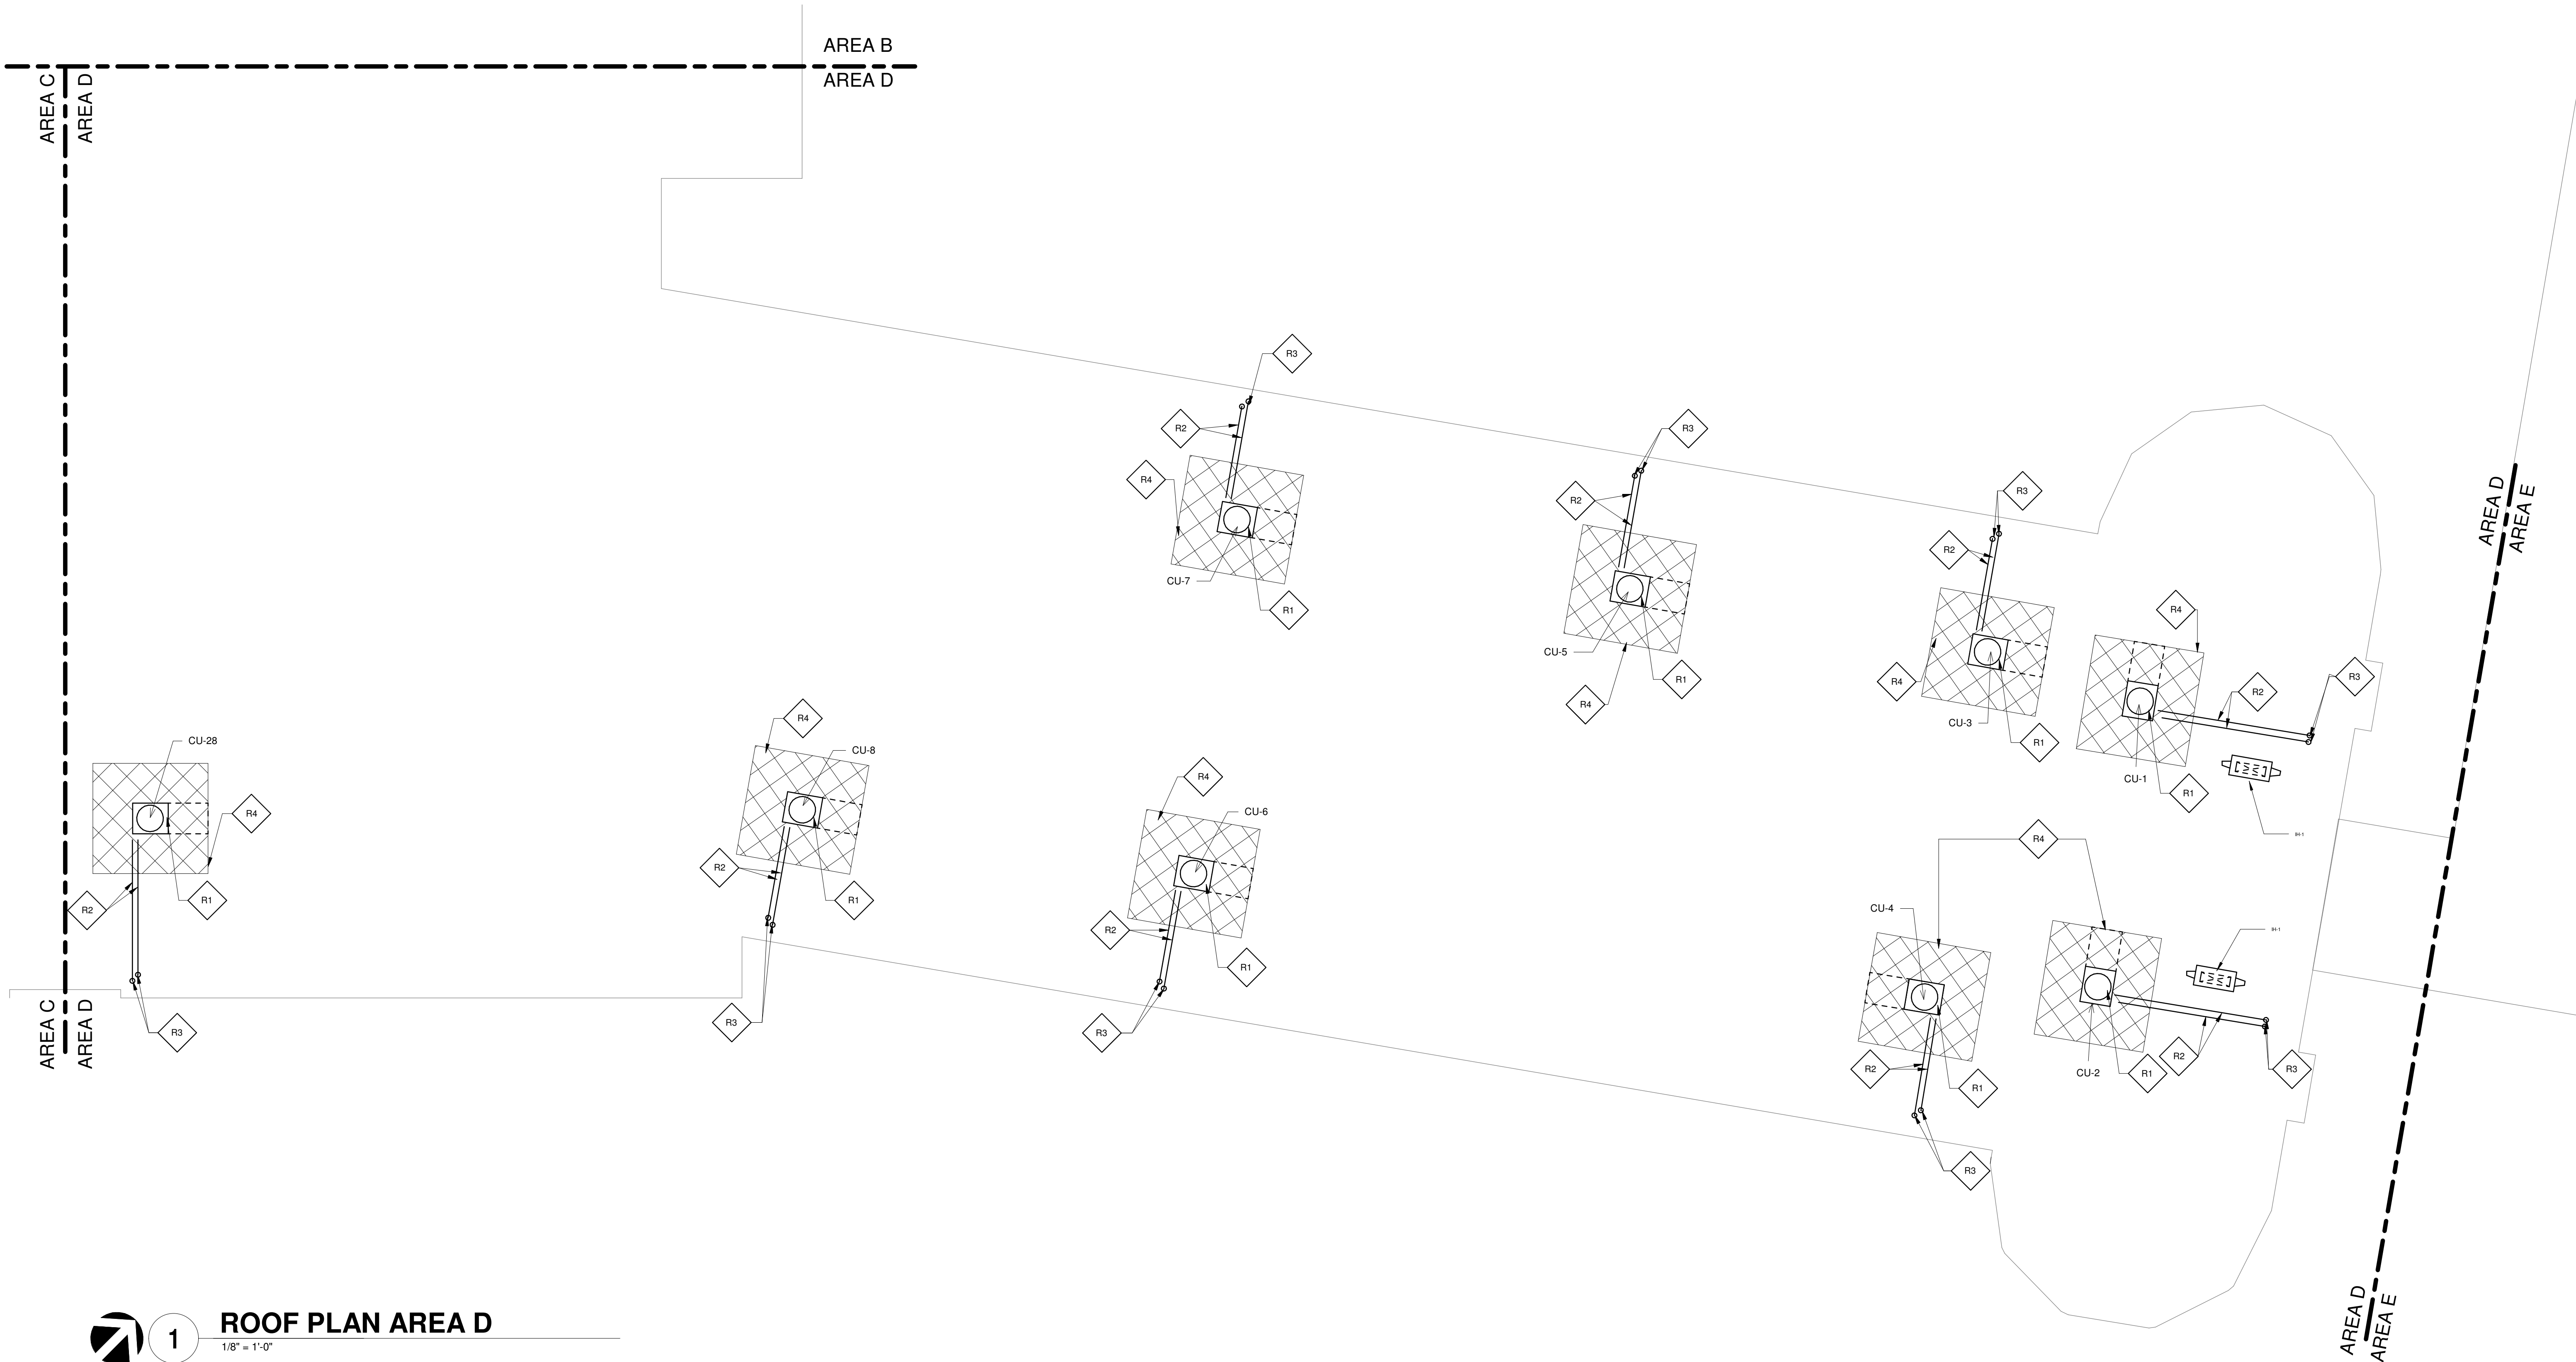 AREA B
AREA D
AREA C
AREA D
R3
R2
R4
CU-7
R1
R3
R2
CU-5
R1
R4
R3
R2
R4
CU-3
R1
R4
R3
R2
CU-1
R1
AREA D
AREA E
CU-28
R4
R2
R1
R3
R4
CU-8
R2
R1
R3
R4
CU-6
R2
R1
R3
R4
CU-4
R2
R1
R3
CU-2
R1
R2
R3
AREA C
AREA D
AREA D
AREA E
1
ROOF PLAN AREA D
1/8" = 1'-0"